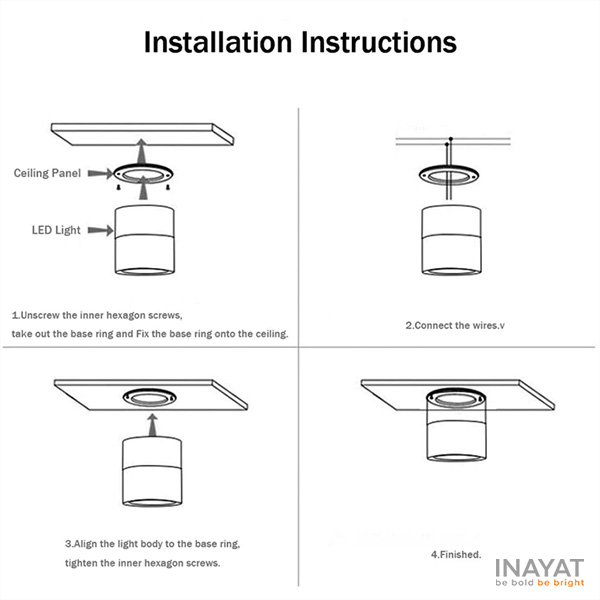 Installation Instructions
Ceiling Panel
LED Light
1.Unscrew the inner hexagon screws,
take out the base ring and Fix the base ring onto the ceiling.
2.Connect the wires.v
3.Align the light body to the base ring,
tighten the inner hexagon screws.
4.Finished.
INAYAT
be bold be bright